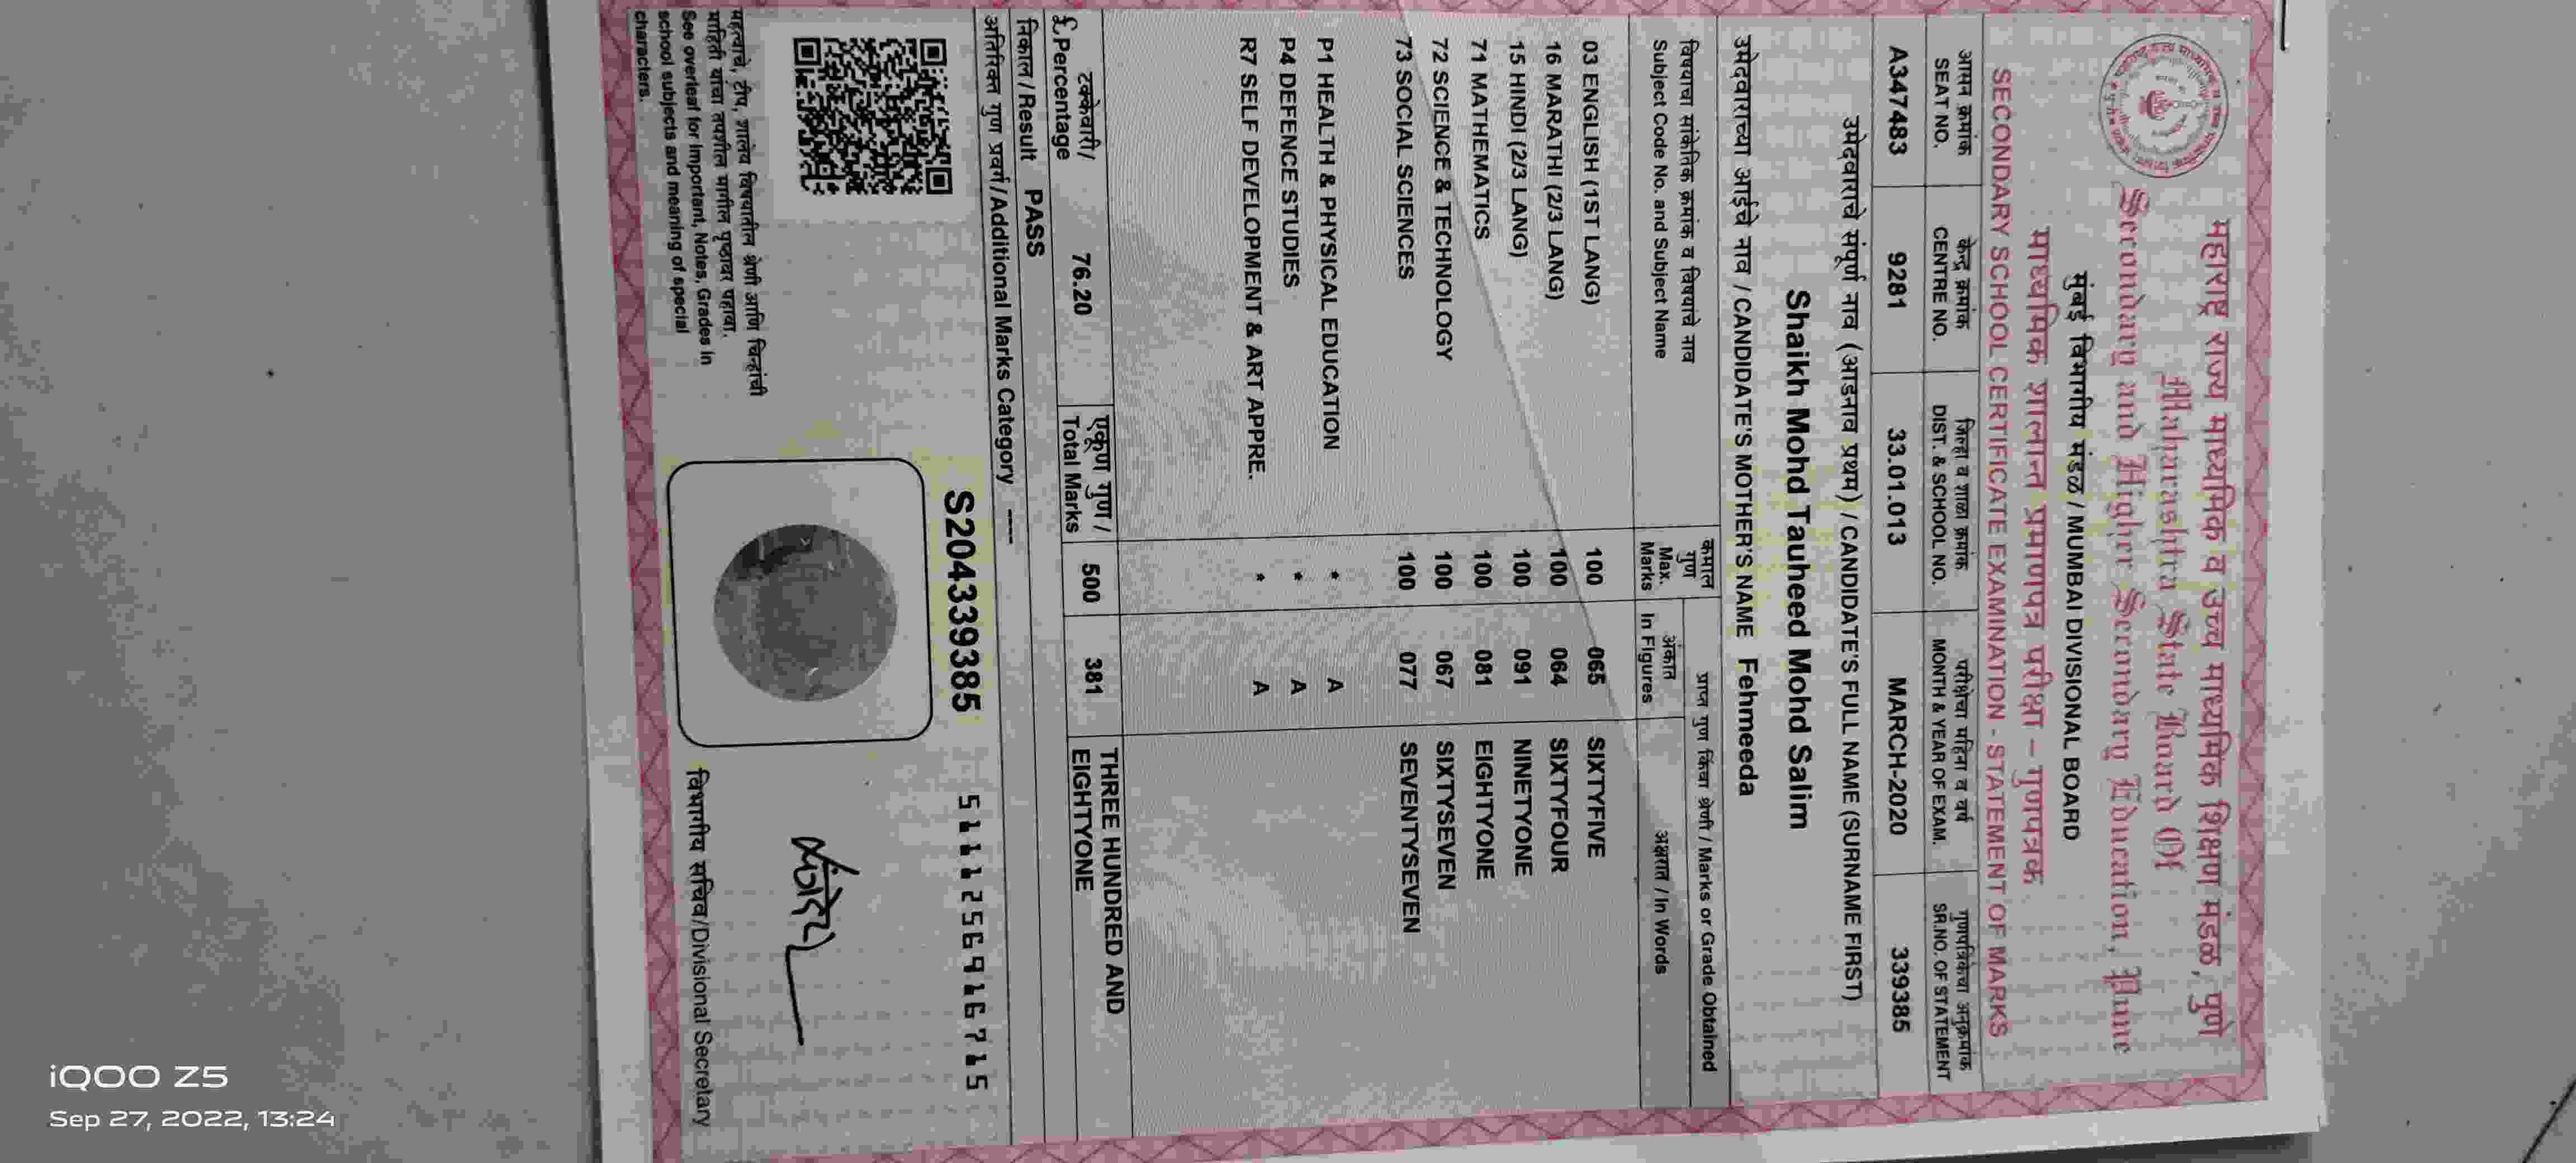 महाराष्ट्र राज्य माध्यमिक व उच्च माध्यमिक शिक्षण मंडळ, पुणे
Maharashtra State Board Of
Secondary and Higher Secondary Education, Pune
मुंबई विभागीय मंडळ / MUMBAI DIVISIONAL BOARD
माध्यमिक शालान्त प्रमाणपत्र परीक्षा - गुणपत्रक
SECONDARY SCHOOL CERTIFICATE EXAMINATION - STATEMENT OF MARKS
आसन क्रमांक केन्द्र क्रमांक जिल्हा व शाळा क्रमांक परीक्षेचा महिना व वर्ष गुणपत्रिकेचा अनुक्रमांक
SEAT NO. CENTRE NO. DIST. & SCHOOL NO. MONTH & YEAR OF EXAM. SR.NO. OF STATEMENT
A347483 9281 33.01.013 MARCH-2020 339385
उमेदवाराचे संपूर्ण नाव (आडनाव प्रथम) / CANDIDATE'S FULL NAME (SURNAME FIRST)
Shaikh Mohd Tauheed Mohd Salim
उमेदवाराच्या आईचे नाव / CANDIDATE'S MOTHER'S NAME Fehmeeda
विषयाचा सांकेतिक क्रमांक व विषयाचे नाव
Subject Code No. and Subject Name
कमाल गुण
Max. Marks
प्राप्त गुण किंवा श्रेणी / Marks or Grade Obtained
अंकात
In Figures
अक्षरात / In Words
03 ENGLISH (1ST LANG) 100 065 SIXTYFIVE
16 MARATHI (2/3 LANG) 100 064 SIXTYFOUR
15 HINDI (2/3 LANG) 100 091 NINETYONE
71 MATHEMATICS 100 081 EIGHTYONE
72 SCIENCE & TECHNOLOGY 100 067 SIXTYSEVEN
73 SOCIAL SCIENCES 100 077 SEVENTYSEVEN
P1 HEALTH & PHYSICAL EDUCATION * A
P4 DEFENCE STUDIES * A
R7 SELF DEVELOPMENT & ART APPRE. * A
टक्केवारी/ एकूण गुण / THREE HUNDRED AND
£ Percentage 76.20 Total Marks 500 381 EIGHTYONE
निकाल / Result PASS
अतिरिक्त गुण प्रवर्ग / Additional Marks Category ----
S204339385 5111256916715
महत्वाचे, टीप, शालेय विषयातील श्रेणी आणि चिन्हांची
माहिती यांचा तपशील मागील पृष्ठावर पहावा.
See overleaf for Important, Notes, Grades in
school subjects and meaning of special
characters.
विभागीय सचिव/Divisional Secretary
iQOO Z5
Sep 27, 2022, 13:24